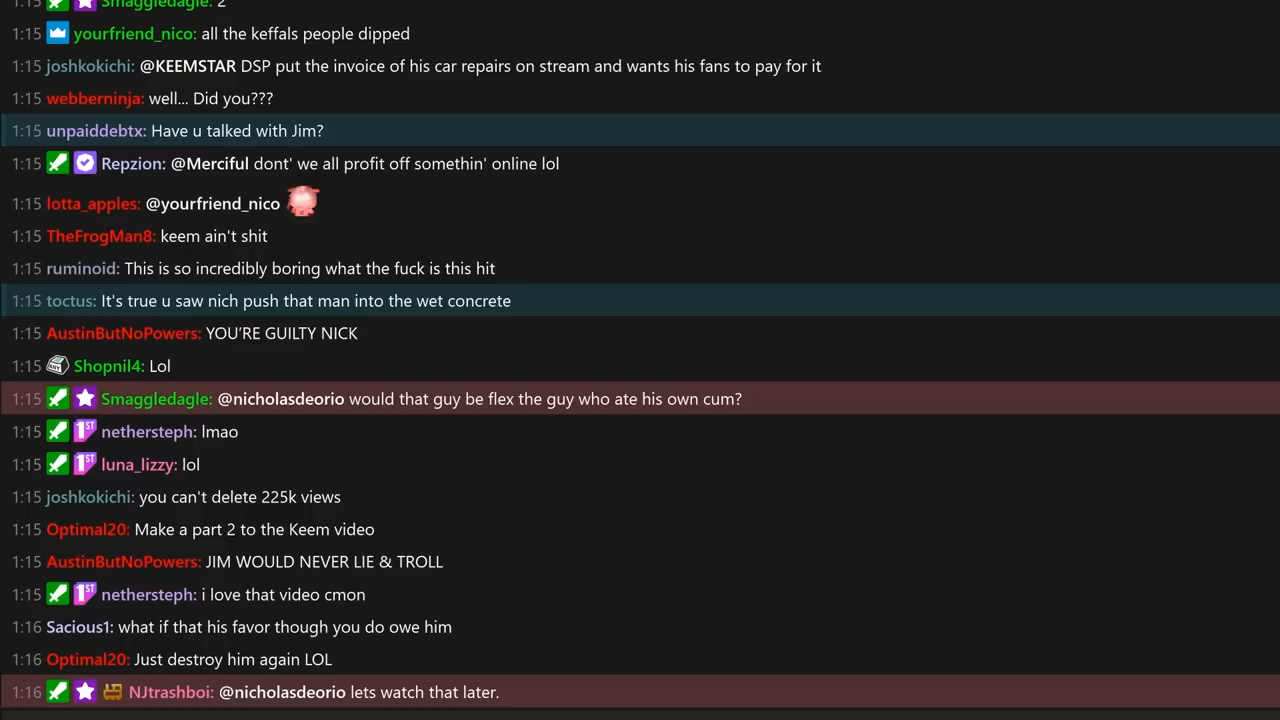 1:15 Smaggledagle: 2
1:15 yourfriend_nico: all the keffals people dipped
1:15 joshkokichi: @KEEMSTAR DSP put the invoice of his car repairs on stream and wants his fans to pay for it
1:15 webberninja: well... Did you???
1:15 unpaiddebtx: Have u talked with Jim?
1:15 Repzion: @Merciful dont' we all profit off somethin' online lol
1:15 lotta_apples: @yourfriend_nico
1:15 TheFrogMan8: keem ain't shit
1:15 ruminoid: This is so incredibly boring what the fuck is this hit
1:15 toctus: It's true u saw nich push that man into the wet concrete
1:15 AustinButNoPowers: YOU'RE GUILTY NICK
1:15 Shopnil4: Lol
1:15 Smaggledagle: @nicholasdeorio would that guy be flex the guy who ate his own cum?
1:15 1ST nethersteph: lmao
1:15 1ST luna_lizzy: lol
1:15 joshkokichi: you can't delete 225k views
1:15 Optimal20: Make a part 2 to the Keem video
1:15 AustinButNoPowers: JIM WOULD NEVER LIE & TROLL
1:15 1ST nethersteph: i love that video cmon
1:16 Sacious1: what if that his favor though you do owe him
1:16 Optimal20: Just destroy him again LOL
1:16 NJtrashboi: @nicholasdeorio lets watch that later.